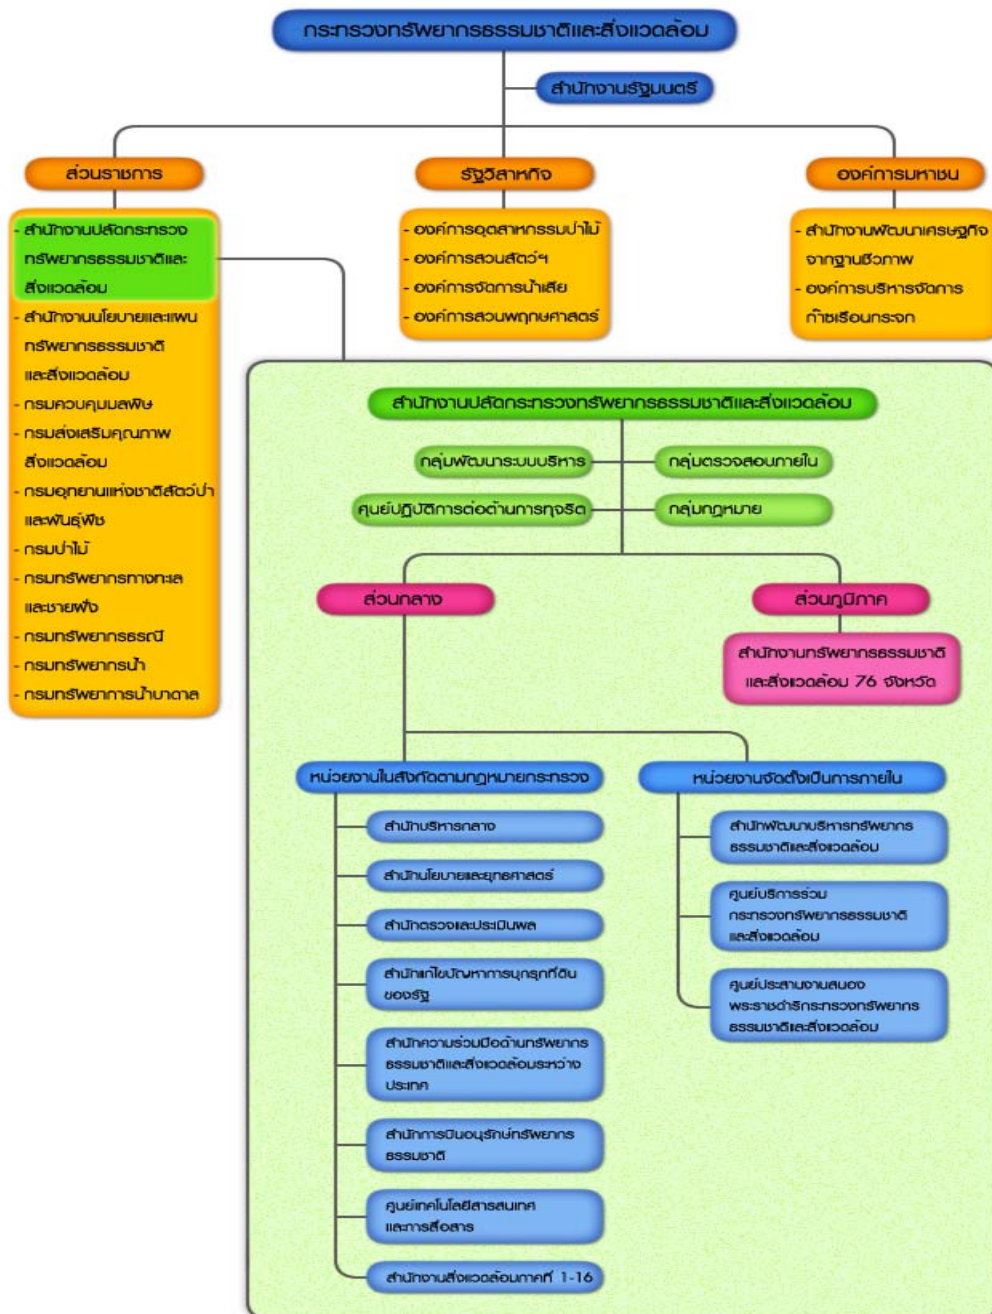 กระทรวงทรัพยากรธรรมชาติและสิ่งแวดล้อม
สำนักงานรัฐมนตรี
ส่วนราชการ
- สำนักงานปลัดกระทรวง
ทรัพยากรธรรมชาติและ
สิ่งแวดล้อม
- สำนักงานนโยบายและแผน
ทรัพยากรธรรมชาติ
และสิ่งแวดล้อม
- กรมควบคุมมลพิษ
- กรมส่งเสริมคุณภาพ
สิ่งแวดล้อม
- กรมอุทยานแห่งชาติสัตว์ป่า
และพันธุ์พืช
- กรมป่าไม้
- กรมทรัพยากรทางทะเล
และชายฝั่ง
- กรมทรัพยากรธรณี
- กรมทรัพยากรน้ำ
- กรมทรัพยาการน้ำบาดาล
รัฐวิสาหกิจ
- องค์การอุตสาหกรรมป่าไม้
- องค์การสวนสัตว์ฯ
- องค์การจัดการน้ำเสีย
- องค์การสวนพฤกษศาสตร์
องค์การมหาชน
- สำนักงานพัฒนาเศรษฐกิจ
จากฐานชีวภาพ
- องค์การบริหารจัดการ
ก๊าซเรือนกระจก
สำนักงานปลัดกระทรวงทรัพยากรธรรมชาติและสิ่งแวดล้อม
กลุ่มพัฒนาระบบบริหาร
กลุ่มตรวจสอบภายใน
ศูนย์ปฏิบัติการต่อต้านการทุจริต
กลุ่มกฎหมาย
ส่วนกลาง
ส่วนภูมิภาค
สำนักงานทรัพยากรธรรมชาติ
และสิ่งแวดล้อม 76 จังหวัด
หน่วยงานในสังกัดตามกฎหมายกระทรวง
สำนักบริหารกลาง
สำนักนโยบายและยุทธศาสตร์
สำนักตรวจและประเมินผล
สำนักแก้ไขปัญหาการบุกรุกที่ดิน
ของรัฐ
สำนักความร่วมมือด้านทรัพยากร
ธรรมชาติและสิ่งแวดล้อมระหว่าง
ประเทศ
สำนักการบินอนุรักษ์ทรัพยากร
ธรรมชาติ
ศูนย์เทคโนโลยีสารสนเทศ
และการสื่อสาร
สำนักงานสิ่งแวดล้อมภาคที่ 1-16
หน่วยงานจัดตั้งเป็นการภายใน
สำนักพัฒนาบริหารทรัพยากร
ธรรมชาติและสิ่งแวดล้อม
ศูนย์บริการร่วม
กระทรวงทรัพยากรธรรมชาติ
และสิ่งแวดล้อม
ศูนย์ประสานงานสนอง
พระราชดำริกระทรวงทรัพยากร
ธรรมชาติและสิ่งแวดล้อม